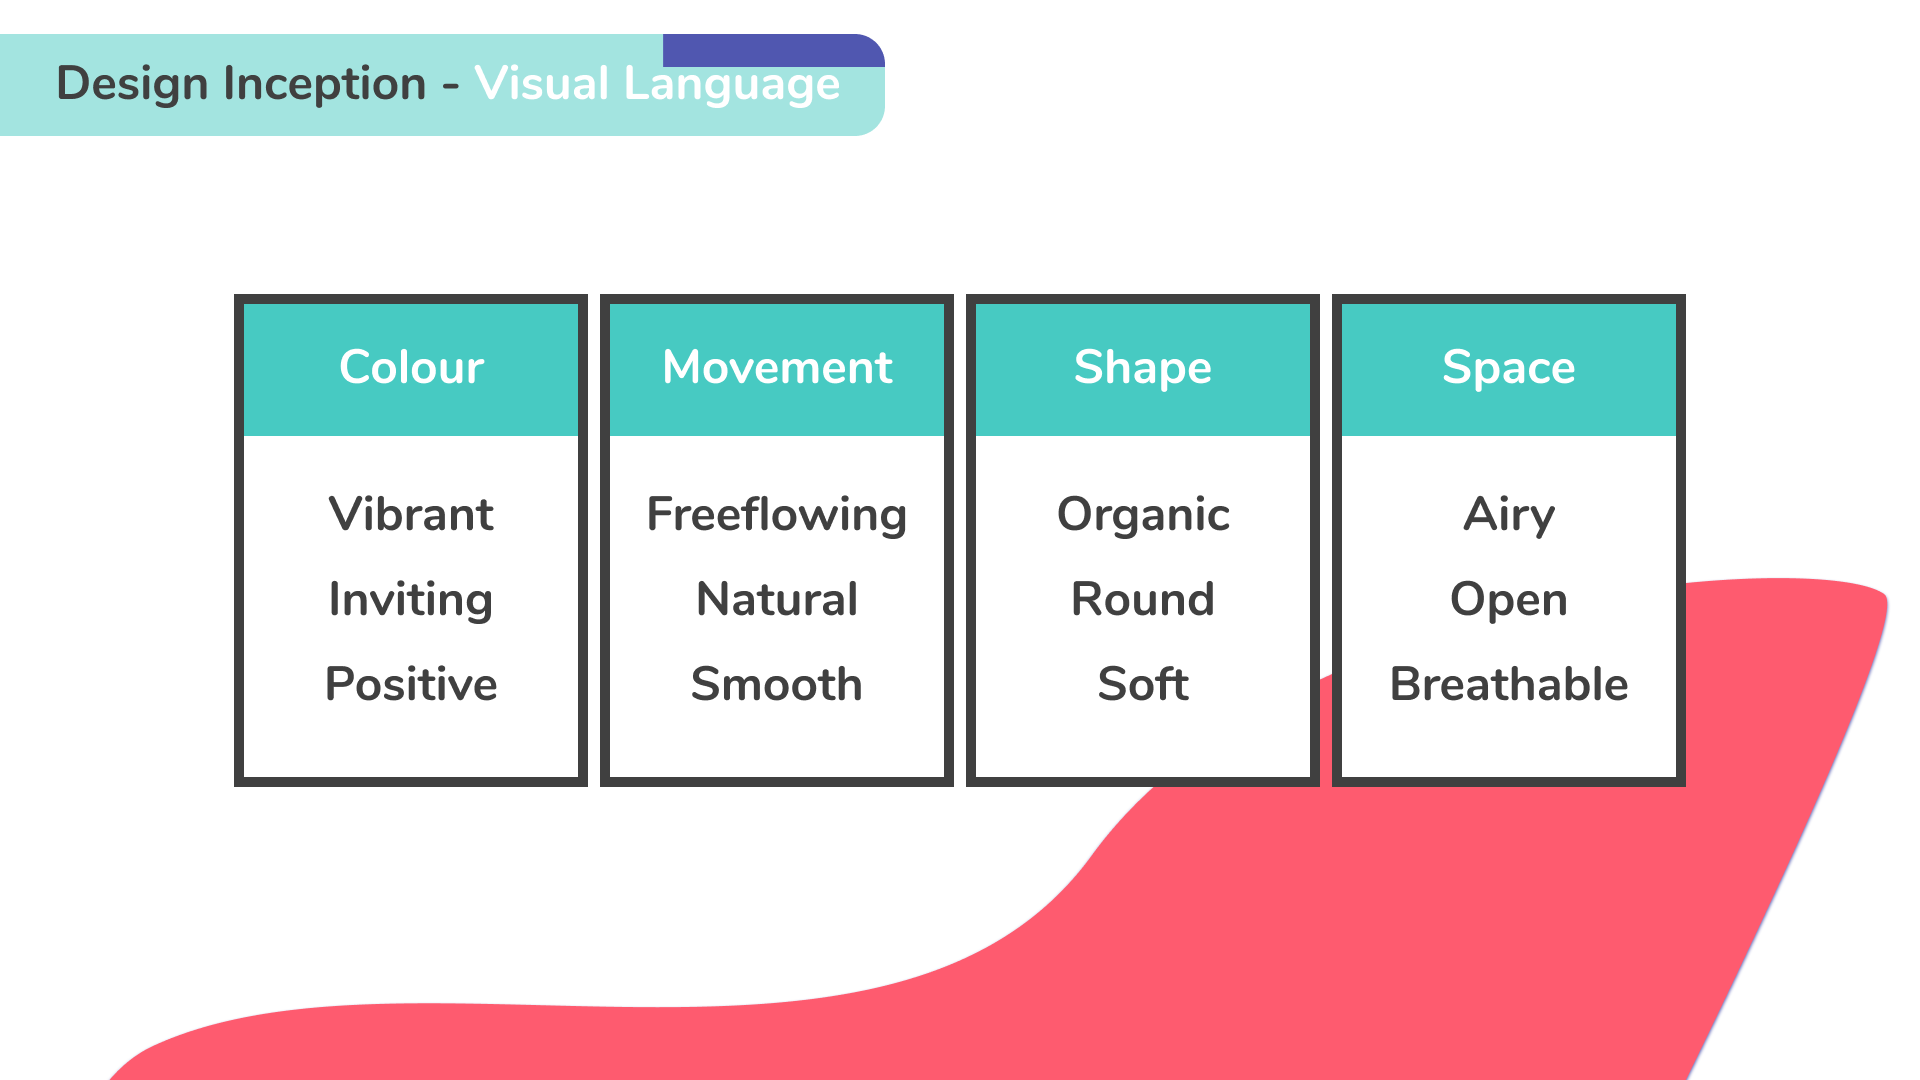 Design Inception - Visual Language
Colour
Vibrant
Inviting
Positive
Movement
Freeflowing
Natural
Smooth
Shape
Organic
Round
Soft
Space
Airy
Open
Breathable